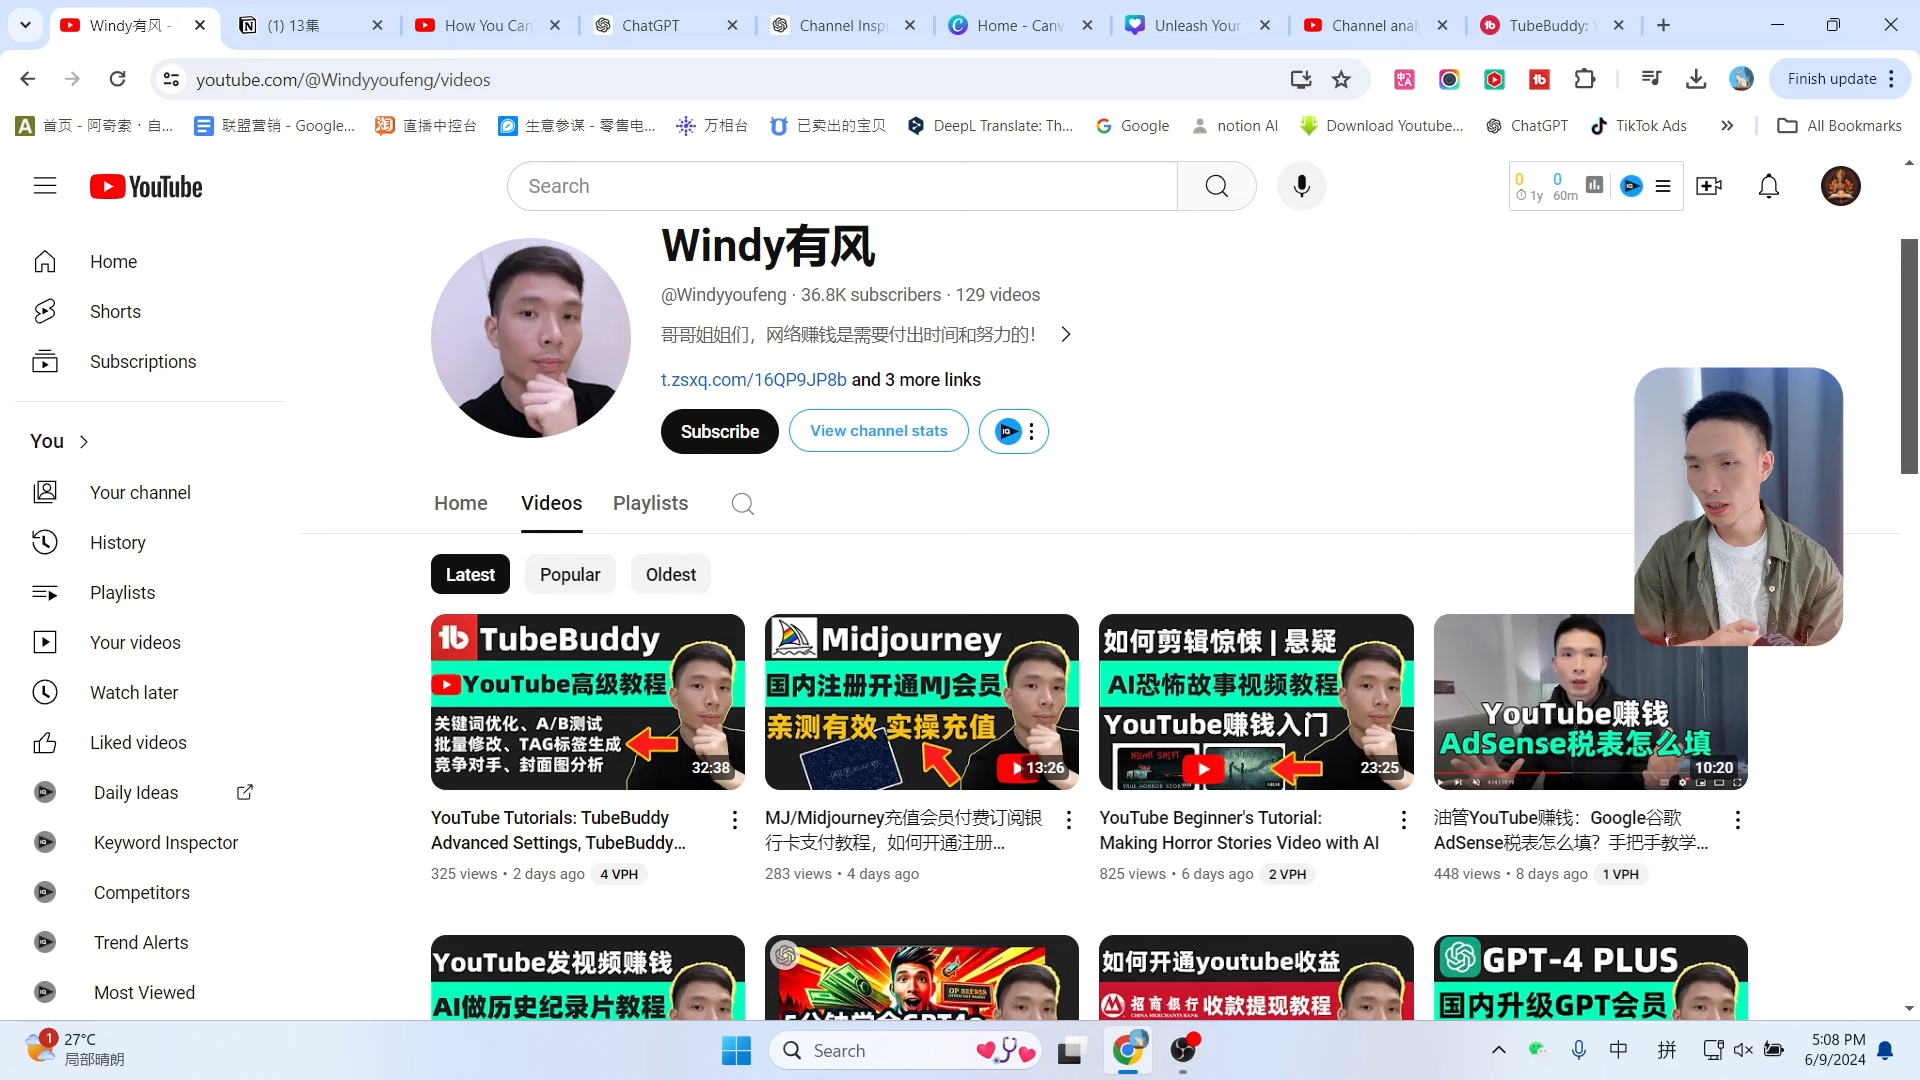 Windy有风 -
(1) 13集
How You Can
ChatGPT
Channel Insp
Home - Canv
Unleash Your
Channel anal
TubeBuddy:
youtube.com/@Windyyoufeng/videos
Finish update
首页 - 阿奇索 · 自...
联盟营销 - Google...
直播中控台
生意参谋 - 零售电...
万相台
已卖出的宝贝
DeepL Translate: Th...
Google
notion AI
Download Youtube...
ChatGPT
TikTok Ads
All Bookmarks
YouTube
Search
0
1y
0
60m
Home
Shorts
Subscriptions
You
Your channel
History
Playlists
Your videos
Watch later
Liked videos
Daily Ideas
Keyword Inspector
Competitors
Trend Alerts
Most Viewed
Windy有风
@Windyyoufeng · 36.8K subscribers · 129 videos
哥哥姐姐们，网络赚钱是需要付出时间和努力的！
t.zsxq.com/16QP9JP8b and 3 more links
Subscribe
View channel stats
Home
Videos
Playlists
Latest
Popular
Oldest
TubeBuddy
YouTube高级教程
关键词优化、A/B测试
批量修改、TAG标签生成
竞争对手、封面图分析
32:38
YouTube Tutorials: TubeBuddy
Advanced Settings, TubeBuddy...
325 views • 2 days ago
4 VPH
Midjourney
国内注册开通MJ会员
亲测有效 实操充值
13:26
MJ/Midjourney充值会员付费订阅银
行卡支付教程，如何开通注册...
283 views • 4 days ago
如何剪辑惊悚 | 悬疑
AI恐怖故事视频教程
YouTube赚钱入门
NIGHT SHIFT
23:25
YouTube Beginner's Tutorial:
Making Horror Stories Video with AI
825 views • 6 days ago
2 VPH
YouTube赚钱
AdSense税表怎么填
10:20
油管YouTube赚钱：Google谷歌
AdSense税表怎么填？手把手教学...
448 views • 8 days ago
1 VPH
YouTube发视频赚钱
AI做历史纪录片教程
如何开通youtube收益
招商银行
CHINA MERCHANTS BANK
收款提现教程
GPT-4 PLUS
国内升级GPT会员
1
27°C
局部晴朗
Search
中
拼
5:08 PM
6/9/2024